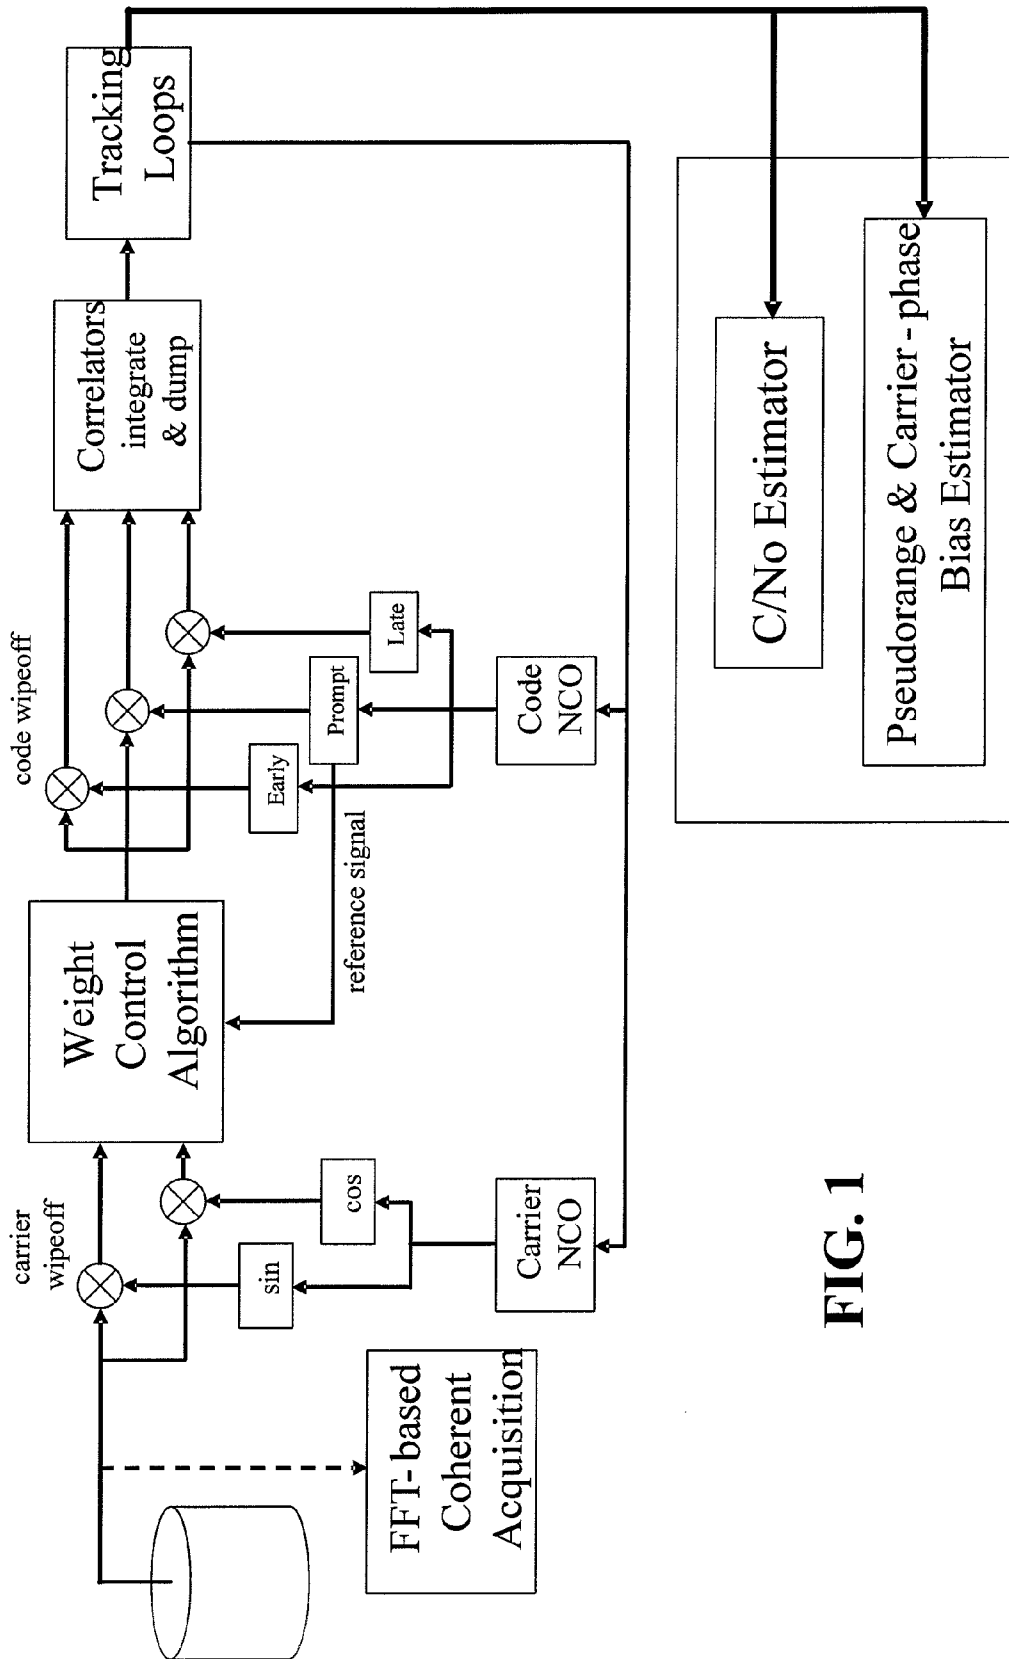 carrier
wipeoff
code wipeoff
Weight
Control
Algorithm
Correlators
integrate
& dump
Tracking
Loops
sin
cos
Early
Prompt
Late
reference signal
FFT-based
Coherent
Acquisition
Carrier
NCO
Code
NCO
C/No Estimator
Pseudorange & Carrier-phase
Bias Estimator
FIG. 1